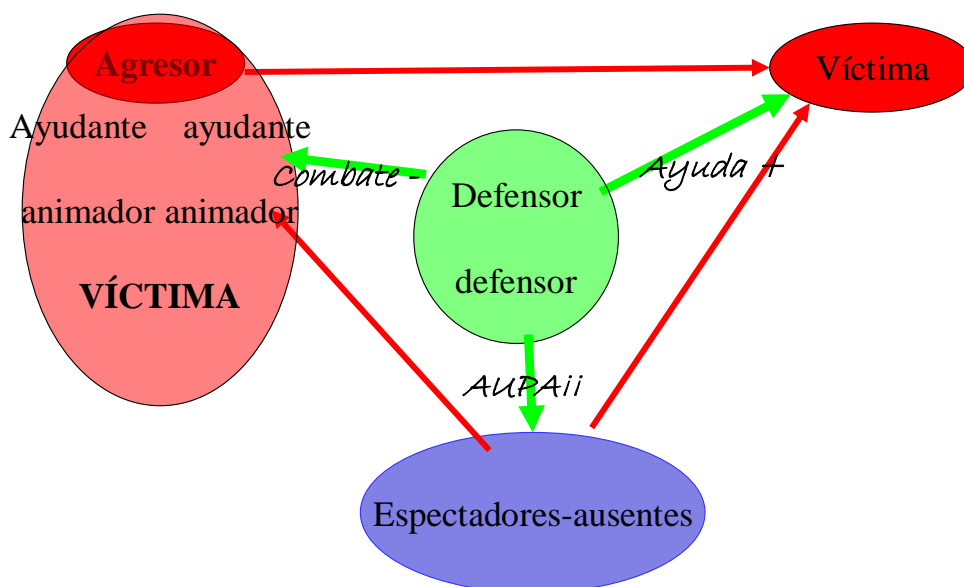 Agresor
Víctima
Ayudante ayudante
Combate -
Ayuda +
Defensor
animador animador
defensor
VÍCTIMA
AUPAii
Espectadores-ausentes